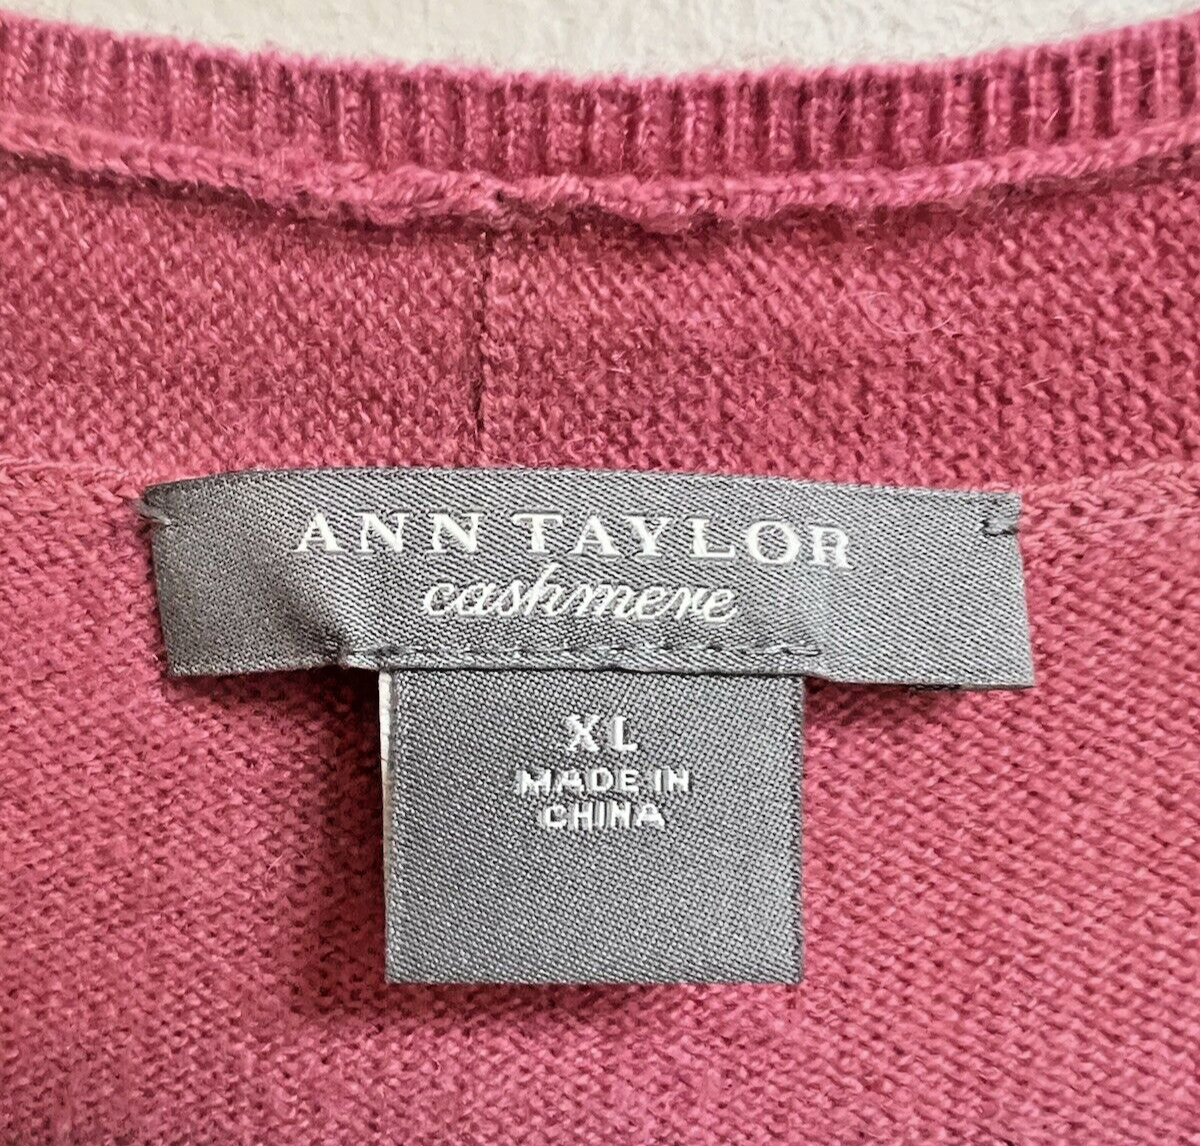 ANN TAYLOR
cashmere
XL
MADE IN
CHINA